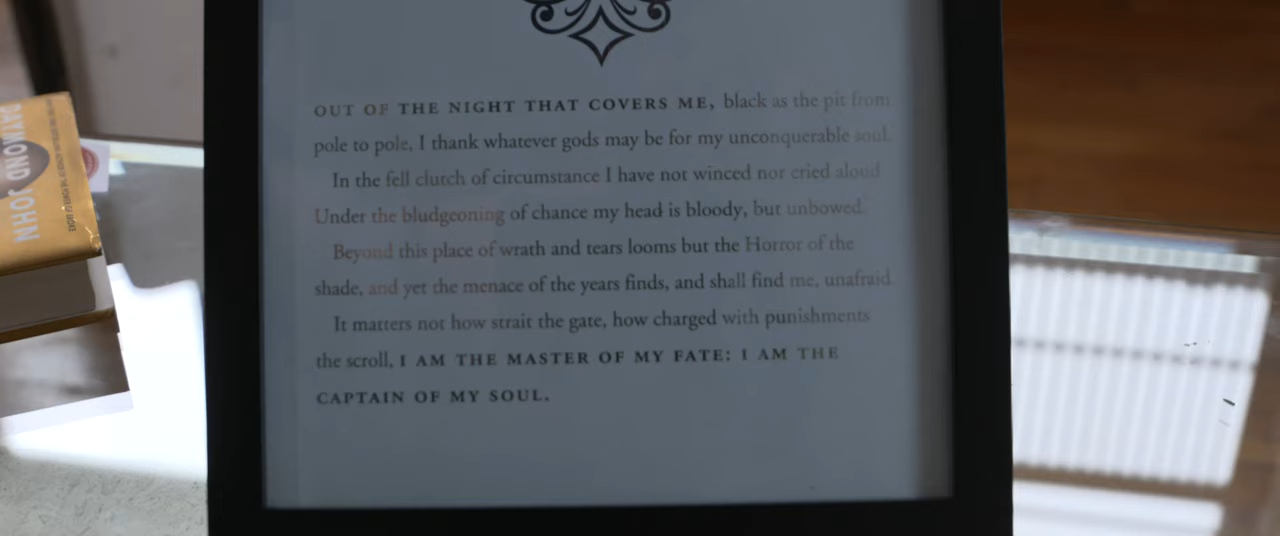 DAYMOND JOHN
OUT OF THE NIGHT THAT COVERS ME, black as the pit from
pole to pole, I thank whatever gods may be for my unconquerable soul.
In the fell clutch of circumstance I have not winced nor cried aloud
Under the bludgeoning of chance my head is bloody, but unbowed.
Beyond this place of wrath and tears looms but the Horror of the
shade, and yet the menace of the years finds, and shall find me, unafraid.
It matters not how strait the gate, how charged with punishments
the scroll, I AM THE MASTER OF MY FATE: I AM THE
CAPTAIN OF MY SOUL.